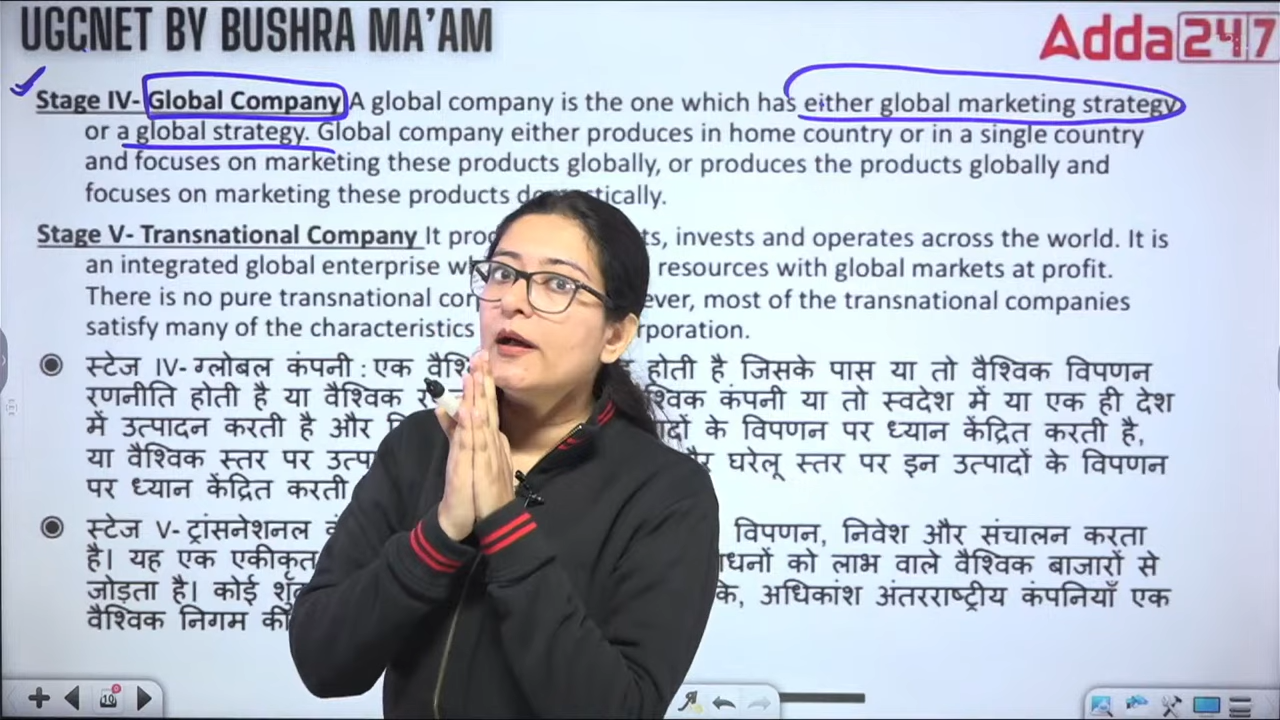 UGCNET BY BUSHRA MA'AM
Adda 247
Stage IV- Global Company A global company is the one which has either global marketing strategy
or a global strategy. Global company either produces in home country or in a single country
and focuses on marketing these products globally, or produces the products globally and
focuses on marketing these products domestically.
Stage V- Transnational Company It ts, invests and operates across the world. It is
an integrated global enterprise resources with global markets at profit.
There is no pure transnational most of the transnational companies
satisfy many of the characteristics
स्टेज IV- ग्लोबल कंपनी : एक होती है जिसके पास या तो वैश्विक विपणन
रणनीति होती है या वैश्विक कंपनी या तो स्वदेश में या एक ही देश
में उत्पादन करती है और के विपणन पर ध्यान केंद्रित करती है,
या वैश्विक स्तर पर घरेलू स्तर पर इन उत्पादों के विपणन
पर ध्यान केंद्रित करती
स्टेज V- ट्रांसनेशनल विपणन, निवेश और संचालन करता
है। यह एक एकीकृत को लाभ वाले वैश्विक बाजारों से
जोड़ता है। कोई अधिकांश अंतरराष्ट्रीय कंपनियाँ एक
वैश्विक निगम की
10